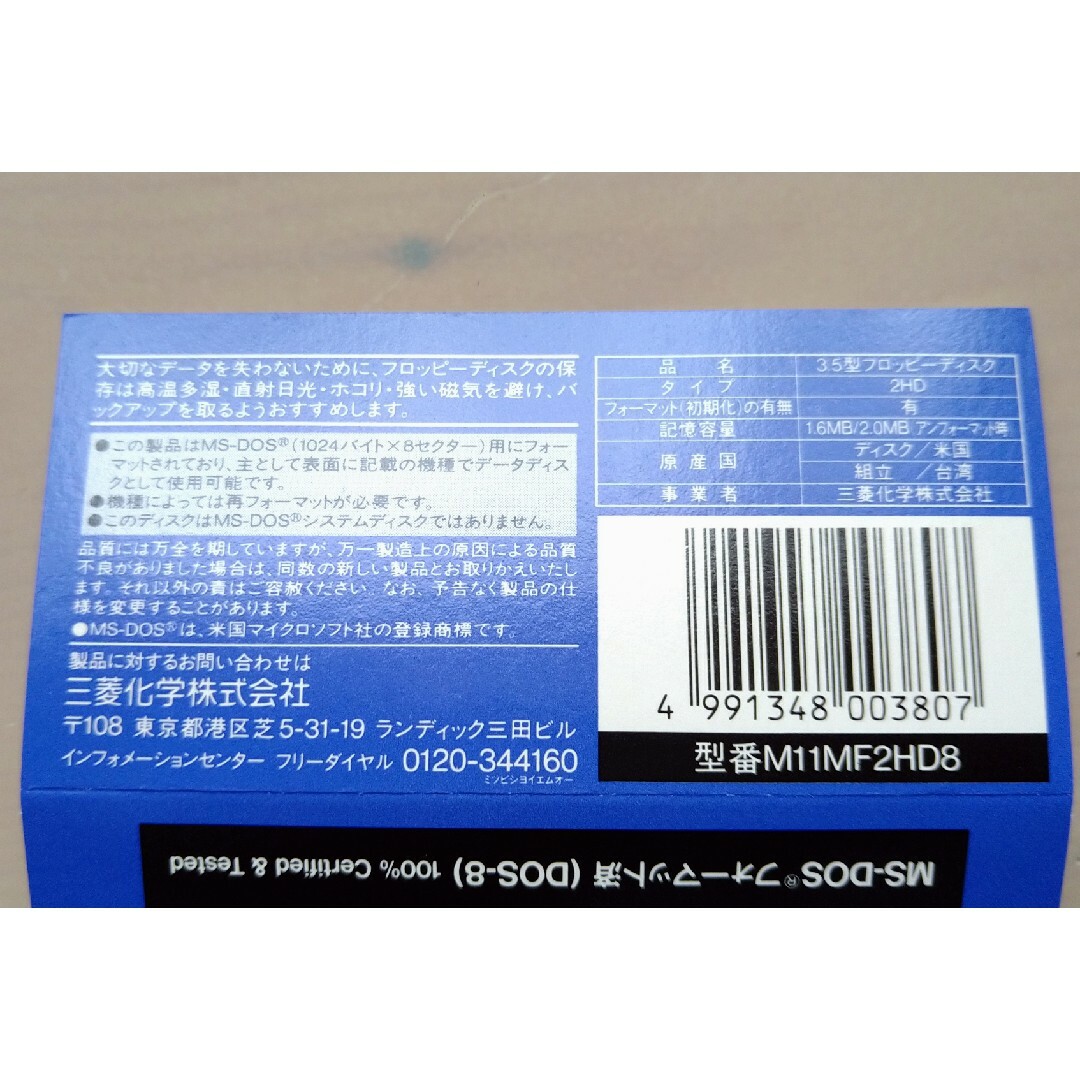 大切なデータを失わないために、フロッピーディスクの保
存は高温多湿・直射日光・ホコリ・強い磁気を避け、バ
ックアップを取るようおすすめします。
●この製品はMS-DOS®(1024バイト×8セクター)用にフォー
マットされており、主として表面に記載の機種でデータディス
クとして使用可能です。
●機種によっては再フォーマットが必要です。
●このディスクはMS-DOS®システムディスクではありません。
品質には万全を期していますが、万一製造上の原因による品質
不良がありました場合は、同数の新しい製品とお取りかえいたし
ます。それ以外の責はご容赦ください。なお、予告なく製品の仕
様を変更することがあります。
●MS-DOS®は、米国マイクロソフト社の登録商標です。
製品に対するお問い合わせは
三菱化学株式会社
〒108 東京都港区芝5-31-19 ランディック三田ビル
インフォメーションセンター フリーダイヤル 0120-344160
ミツビシヨイエムオー
品名 3.5型フロッピーディスク
タイプ 2HD
フォーマット(初期化)の有無 有
記憶容量 1.6MB/2.0MB アンフォーマット時
原産国 ディスク/米国
組立/台湾
事業者 三菱化学株式会社
4 991348 003807
型番M11MF2HD8
MS-DOS®フォーマット済 (DOS-8) 100% Certified & Tested